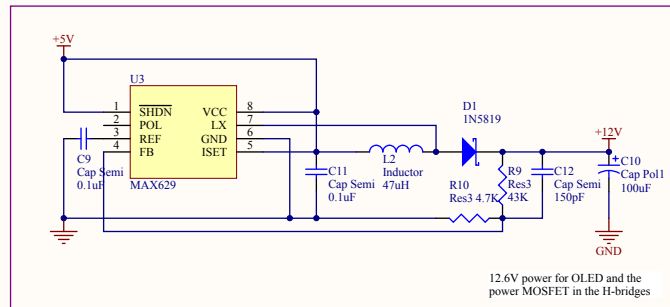 +5V
U3
1 SHDN VCC 8
2 POL LX 7
3 REF GND 6
4 FB ISET 5
MAX629
C9
Cap Semi
0.1uF
C11
Cap Semi
0.1uF
L2
Inductor
47uH
D1
1N5819
R10
Res3 4.7K
R9
Res3
43K
C12
Cap Semi
150pF
+12V
C10
Cap Pol1
100uF
GND
12.6V power for OLED and the
power MOSFET in the H-bridges